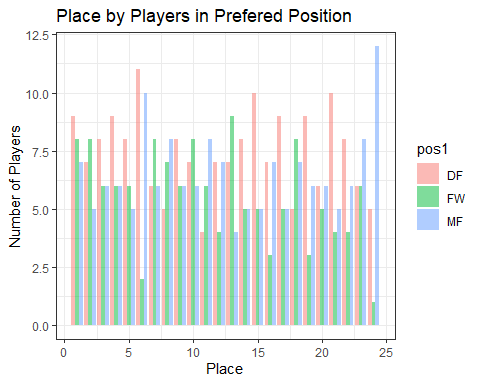 Place by Players in Prefered Position
Number of Players
12.5
10.0
7.5
5.0
2.5
0.0
0 5 10 15 20 25
Place
pos1
DF
FW
MF